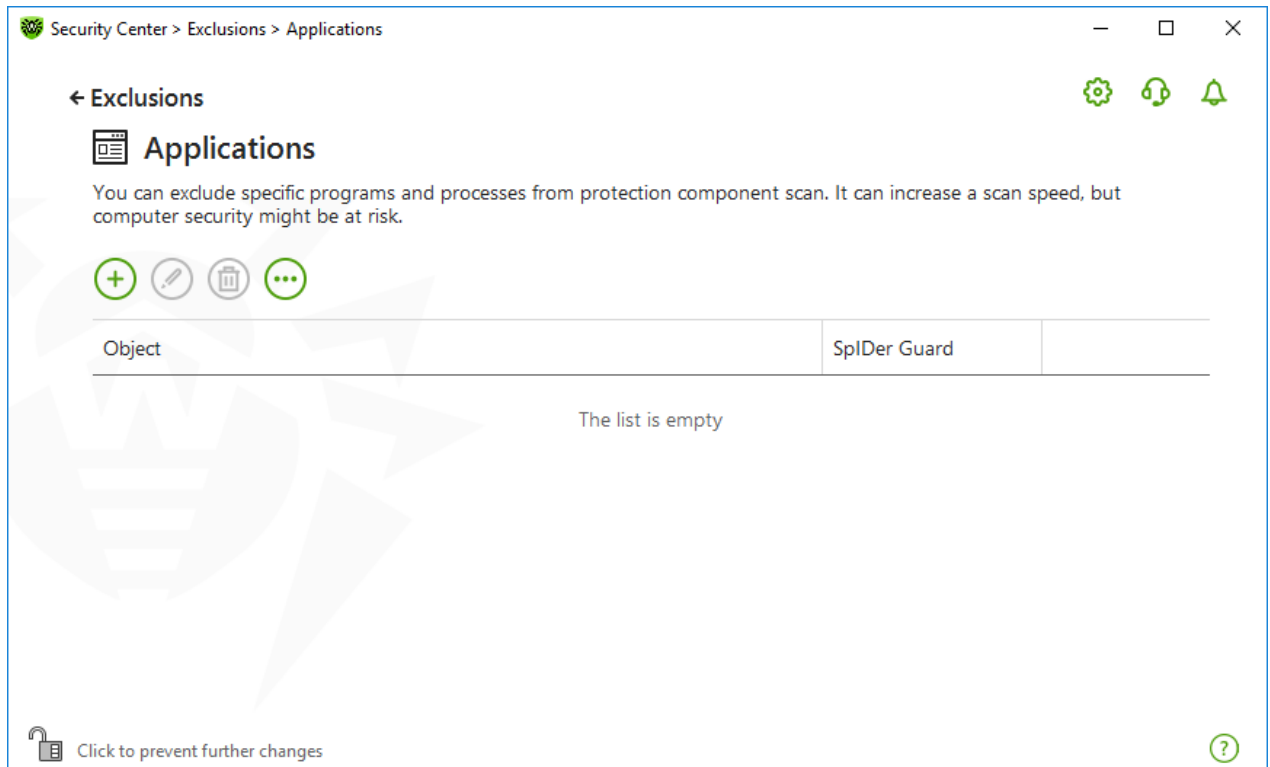 Security Center > Exclusions > Applications
Exclusions
Applications
You can exclude specific programs and processes from protection component scan. It can increase a scan speed, but
computer security might be at risk.
Object
SpIDer Guard
The list is empty
Click to prevent further changes
?